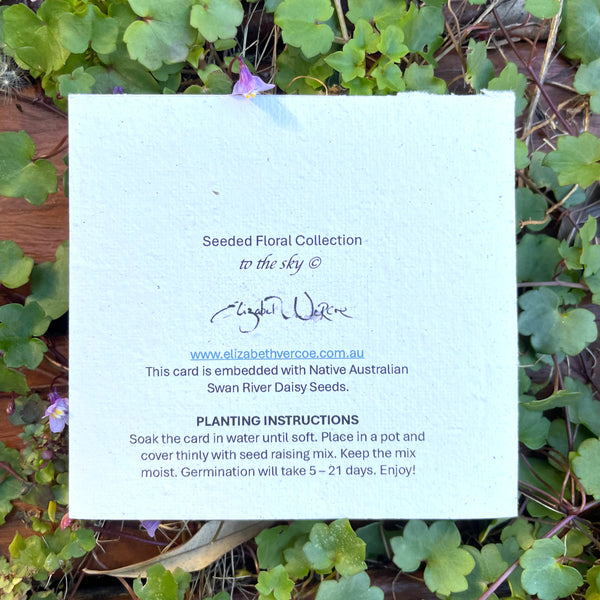 Seeded Floral Collection
to the sky ©
Elizabeth Vercoe
www.elizabethvercoe.com.au
This card is embedded with Native Australian
Swan River Daisy Seeds.
PLANTING INSTRUCTIONS
Soak the card in water until soft. Place in a pot and
cover thinly with seed raising mix. Keep the mix
moist. Germination will take 5 – 21 days. Enjoy!